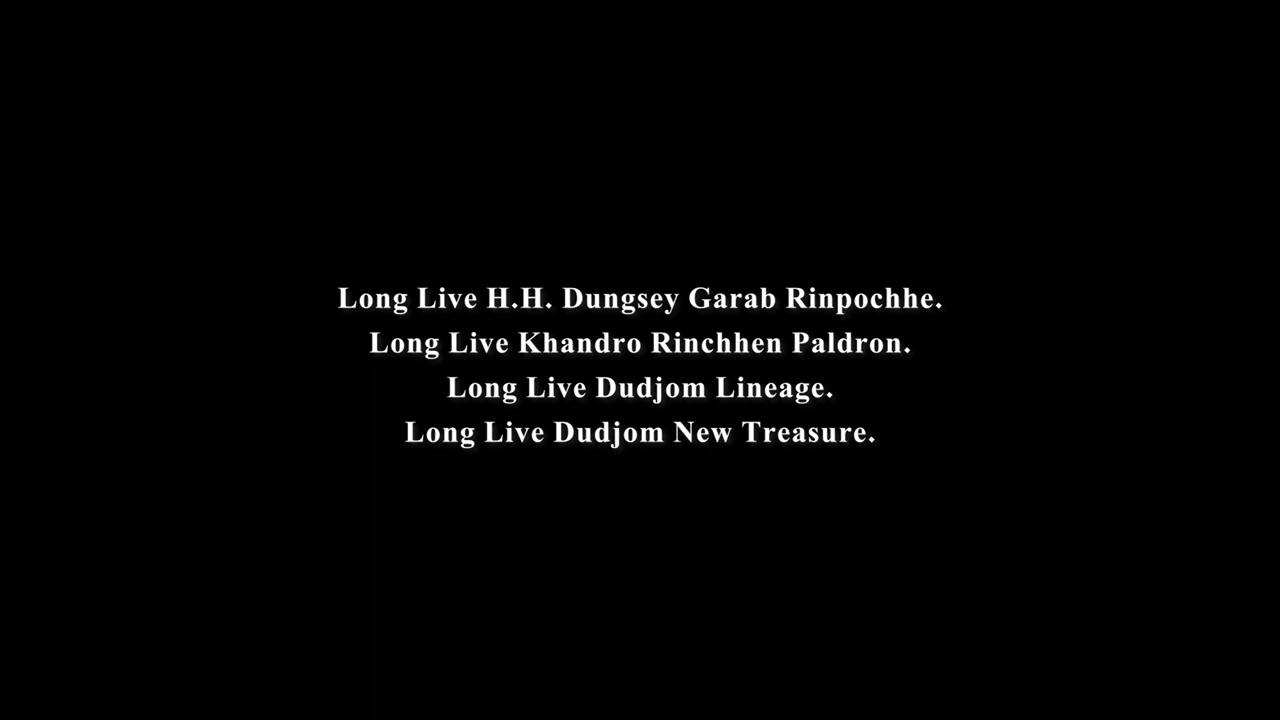 Long Live H.H. Dungsey Garab Rinpochhe.
Long Live Khandro Rinchhen Paldron.
Long Live Dudjom Lineage.
Long Live Dudjom New Treasure.